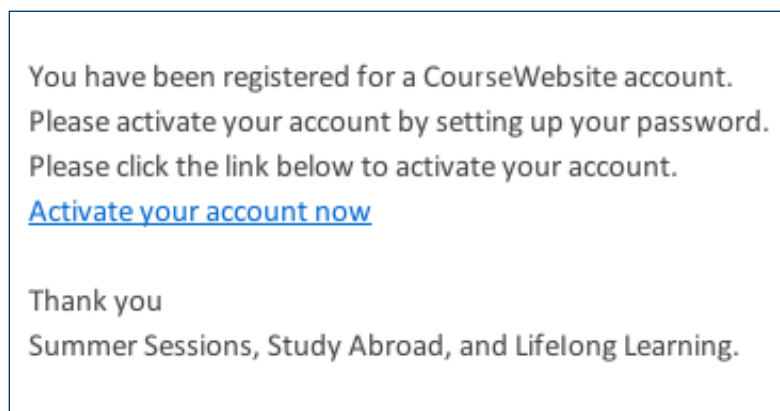 You have been registered for a CourseWebsite account.
Please activate your account by setting up your password.
Please click the link below to activate your account.
Activate your account now
Thank you
Summer Sessions, Study Abroad, and Lifelong Learning.